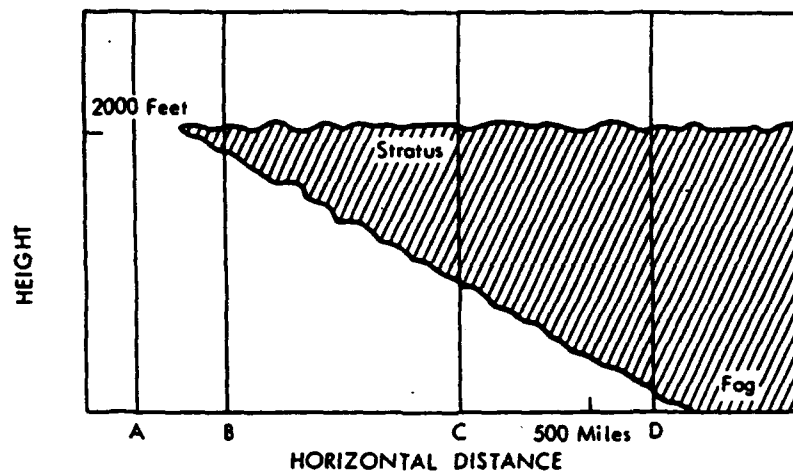 2000 Feet
Stratus
HEIGHT
Fog
A B C 500 Miles D
HORIZONTAL DISTANCE